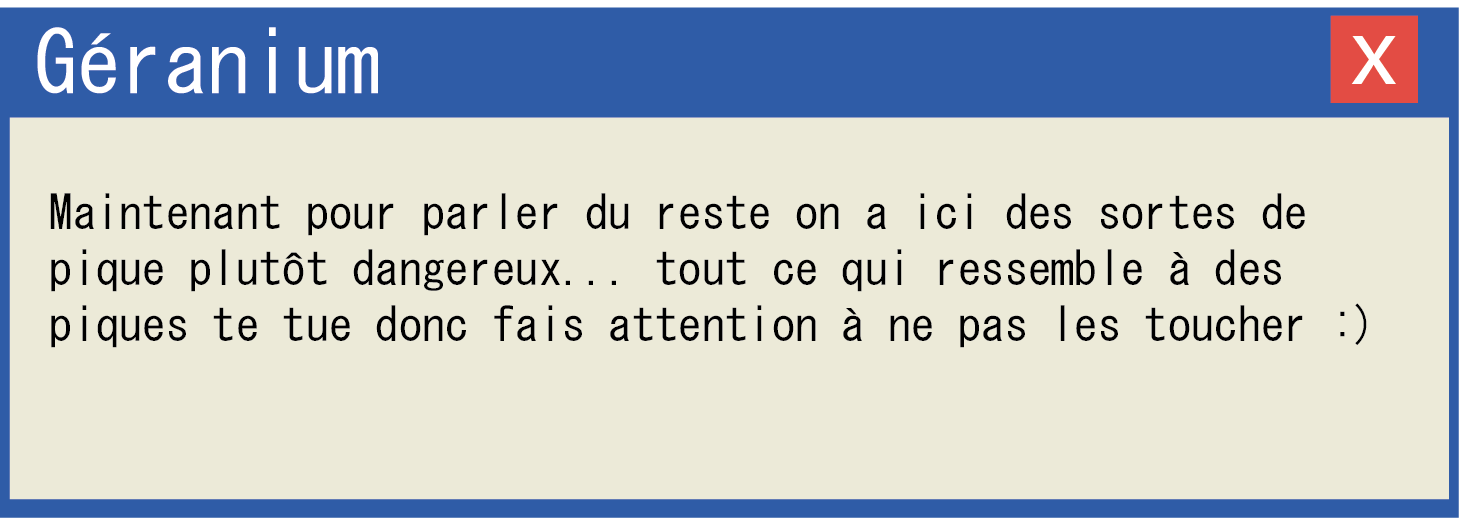 Géranium
X
Maintenant pour parler du reste on a ici des sortes de
pique plutôt dangereux... tout ce qui ressemble à des
piques te tue donc fais attention à ne pas les toucher :)